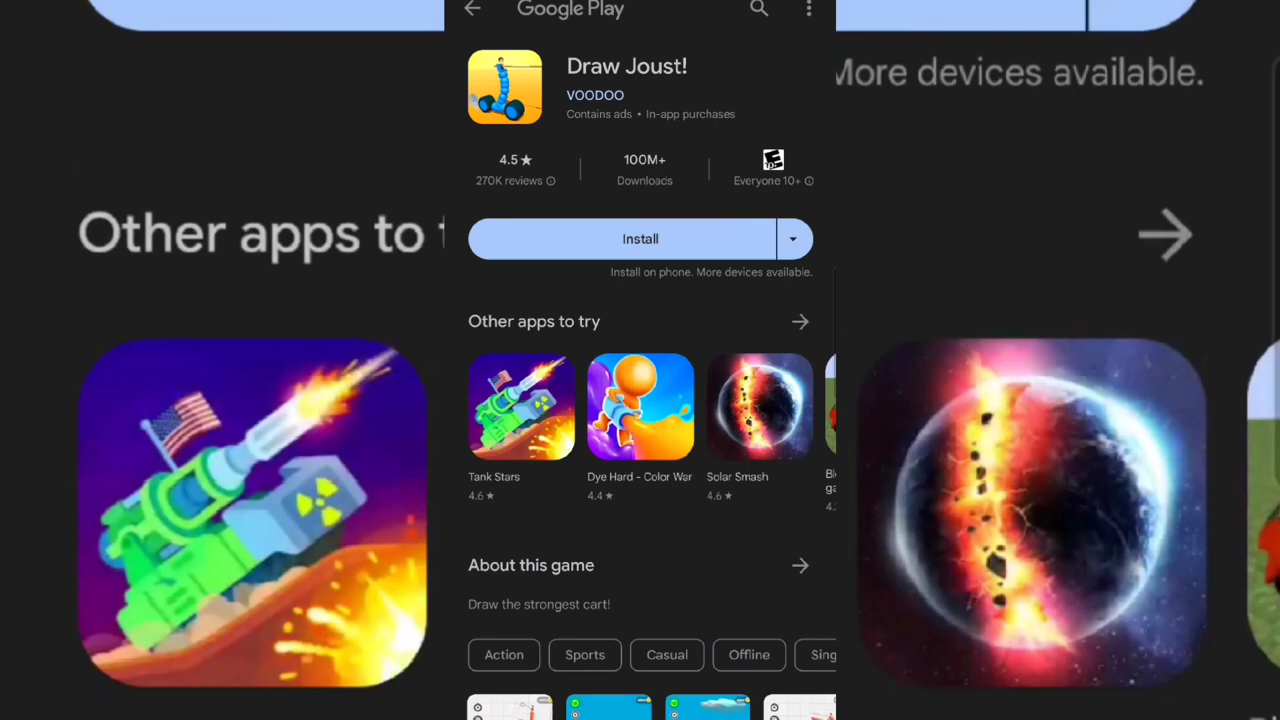 Google Play
Draw Joust!
VOODOO
Contains ads • In-app purchases
4.5★
270K reviews
100M+
Downloads
E
Everyone 10+
Install
Install on phone. More devices available.
More devices available.
Other apps to try
Other apps to
Tank Stars
4.6 ★
Dye Hard - Color War
4.4 ★
Solar Smash
4.6 ★
About this game
Draw the strongest cart!
Action
Sports
Casual
Offline